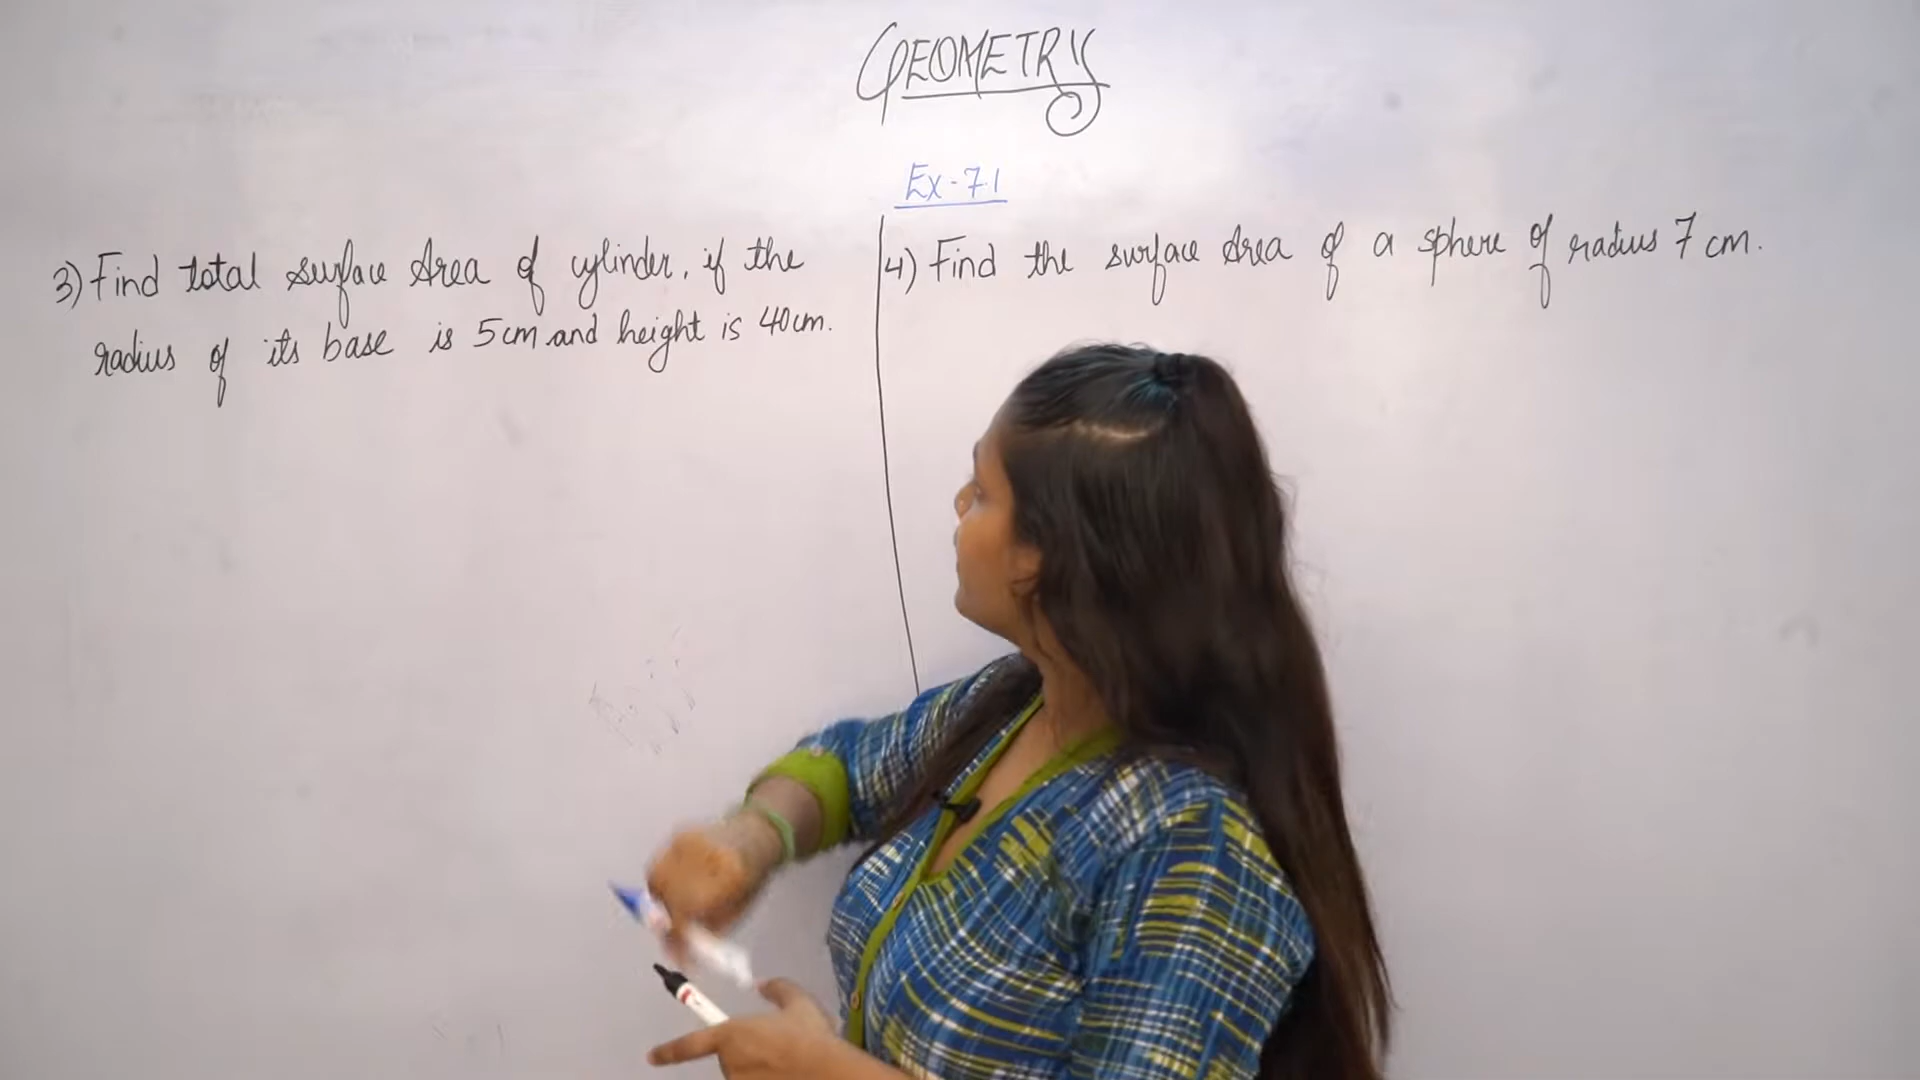 GEOMETRY
Ex-7.1
3) Find total surface Area of cylinder, if the
radius of its base is 5cm and height is 40cm.
4) Find the surface Area of a sphere of radius 7 cm.